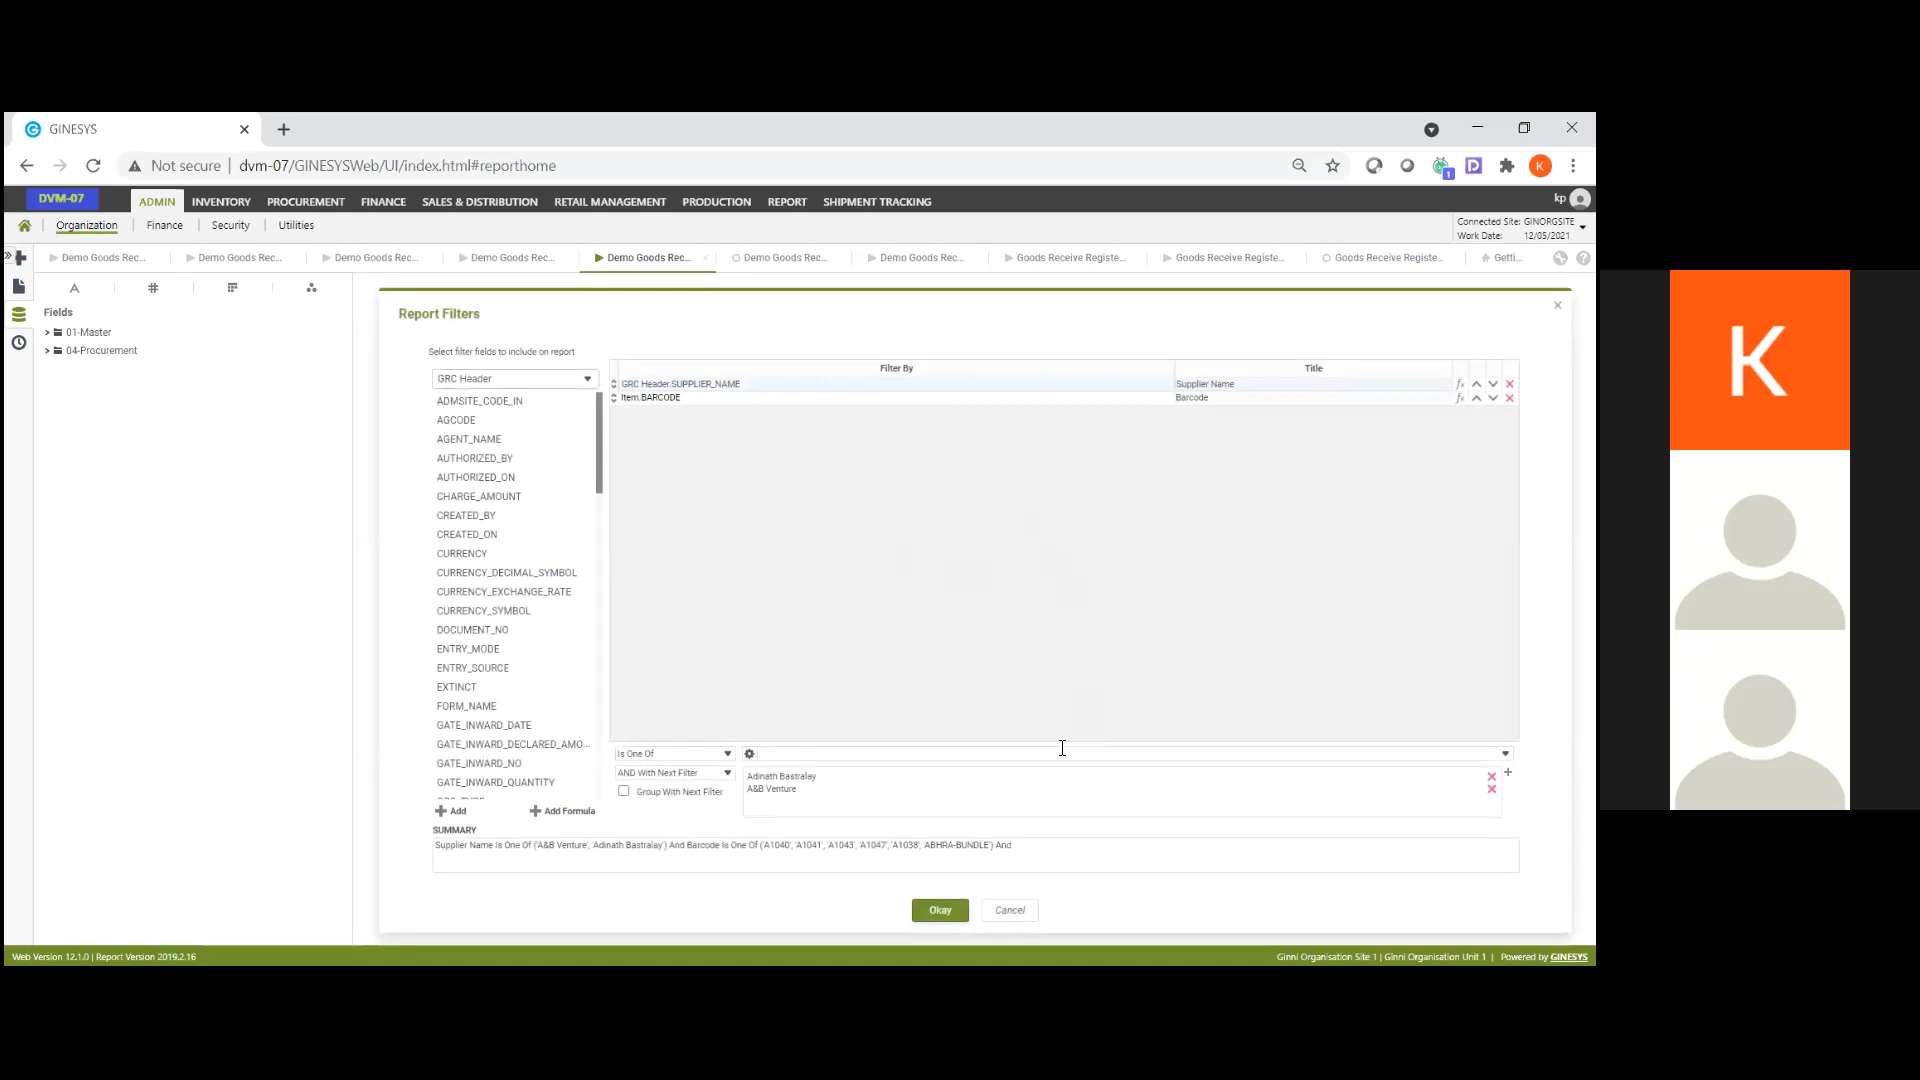 GINESYS
Not secure | dvm-07/GINESYSWeb/UI/index.html#reporthome
1
K
DVM-07
ADMIN INVENTORY PROCUREMENT FINANCE SALES & DISTRIBUTION RETAIL MANAGEMENT PRODUCTION REPORT SHIPMENT TRACKING
kp
Organization Finance Security Utilities
Connected Site: GINORGSITE
Work Date: 12/05/2021
Demo Goods Rec... Demo Goods Rec... Demo Goods Rec... Demo Goods Rec... Demo Goods Rec... Demo Goods Rec... Demo Goods Rec... Goods Receive Registe... Goods Receive Registe... Goods Receive Registe... Getti...
Fields
01-Master
04-Procurement
Report Filters
Select filter fields to include on report
GRC Header
ADMSITE_CODE_IN
AGCODE
AGENT_NAME
AUTHORIZED_BY
AUTHORIZED_ON
CHARGE_AMOUNT
CREATED_BY
CREATED_ON
CURRENCY
CURRENCY_DECIMAL_SYMBOL
CURRENCY_EXCHANGE_RATE
CURRENCY_SYMBOL
DOCUMENT_NO
ENTRY_MODE
ENTRY_SOURCE
EXTINCT
FORM_NAME
GATE_INWARD_DATE
GATE_INWARD_DECLARED_AMO...
GATE_INWARD_NO
GATE_INWARD_QUANTITY
Add Add Formula
Filter By Title
GRC Header.SUPPLIER_NAME Supplier Name
Item.BARCODE Barcode
Is One Of
AND With Next Filter
Group With Next Filter
Adinath Bastralay
A&B Venture
SUMMARY
Supplier Name Is One Of ('A&B Venture', 'Adinath Bastralay') And Barcode Is One Of ('A1040', 'A1041', 'A1043', 'A1047', 'A1038', 'ABHRA-BUNDLE') And
Okay Cancel
Web Version 12.1.0 | Report Version 2019.2.16
Ginni Organisation Site 1 | Ginni Organisation Unit 1 | Powered by GINESYS
K